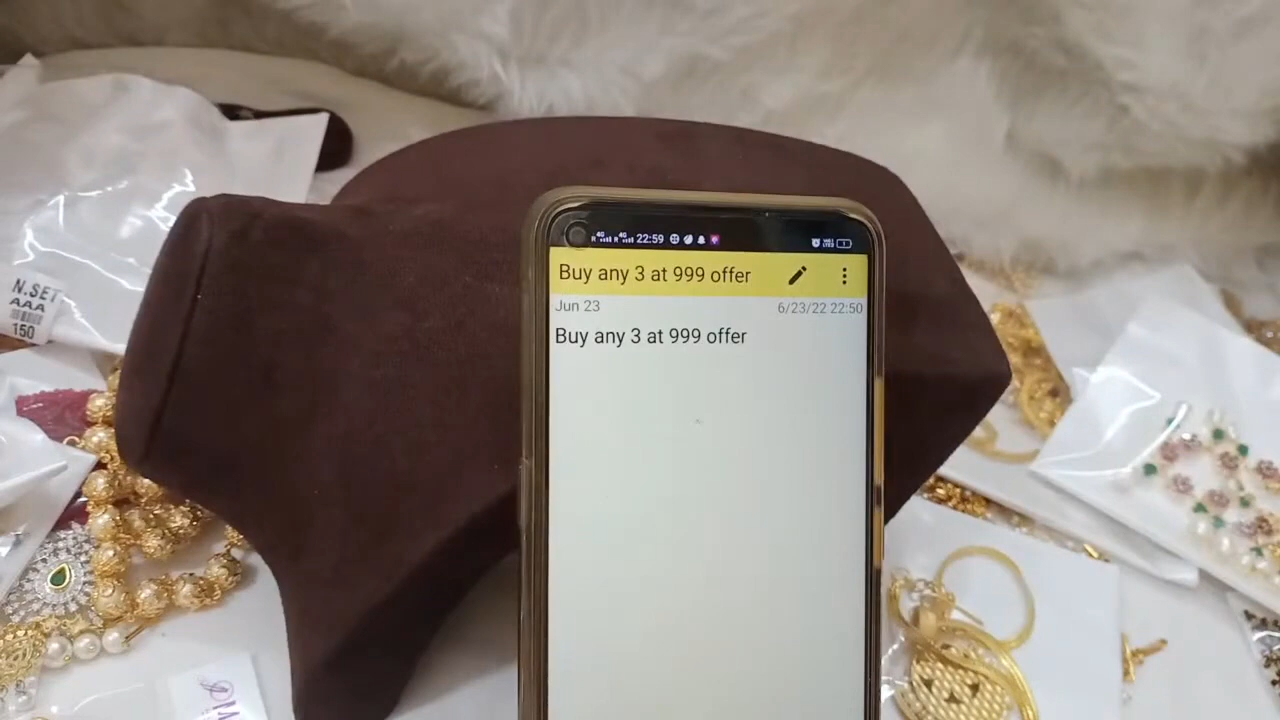 N.SET
AAA
150
22:59
Buy any 3 at 999 offer
Jun 23
6/23/22 22:50
Buy any 3 at 999 offer